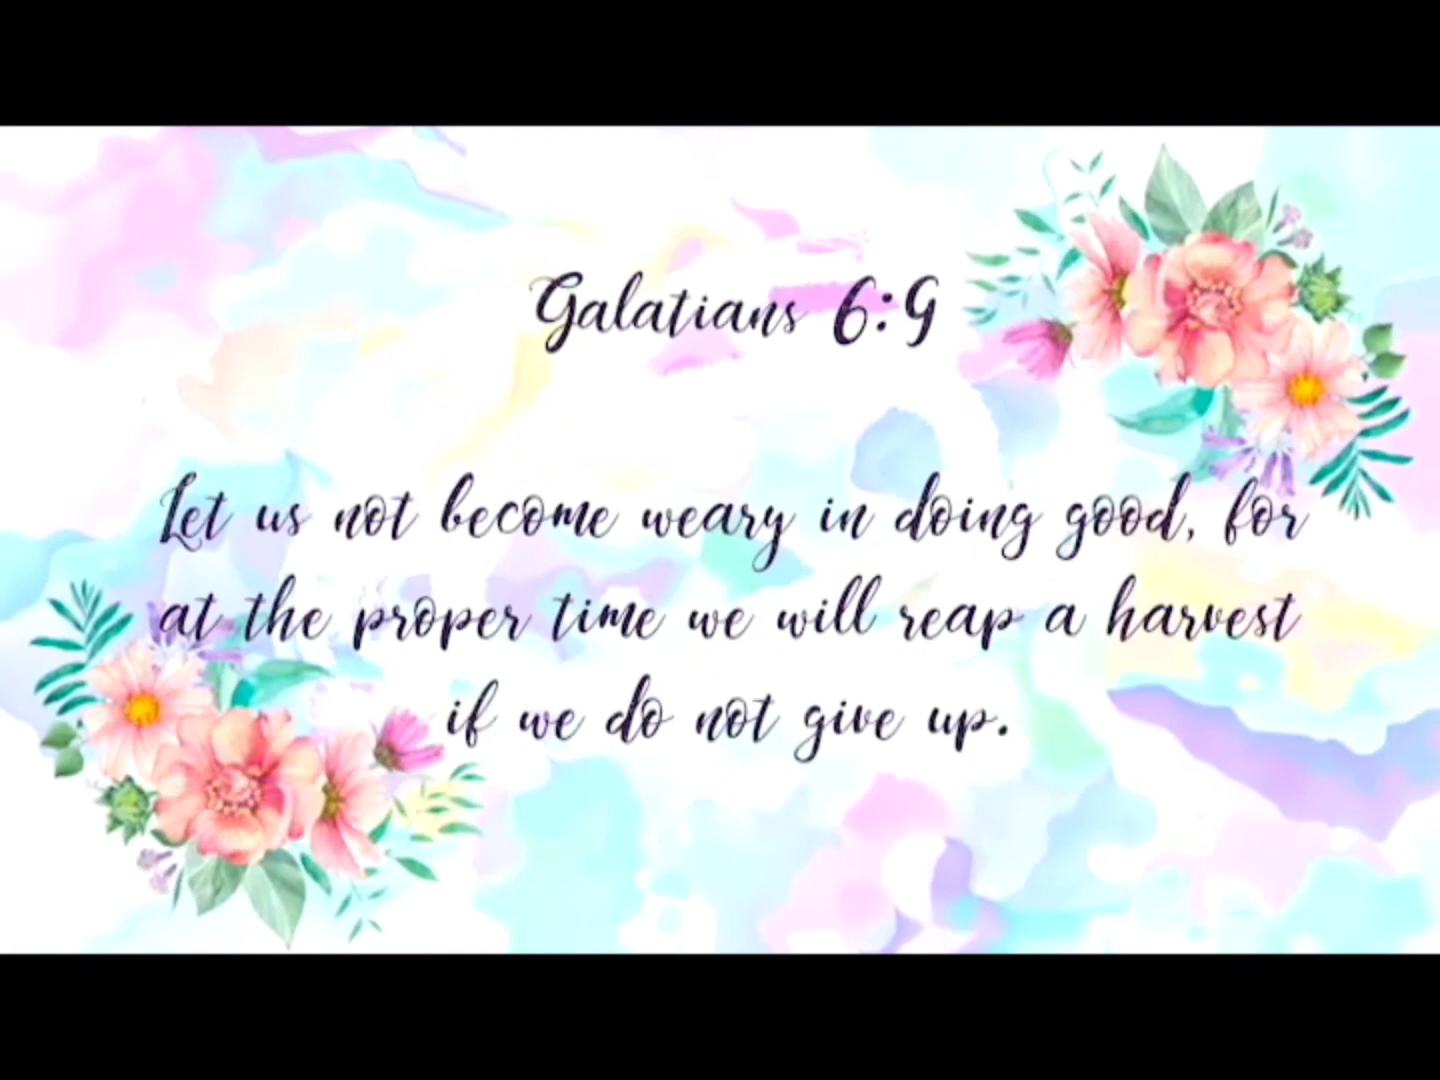 Galatians 6:9
Let us not become weary in doing good, for
at the proper time we will reap a harvest
if we do not give up.